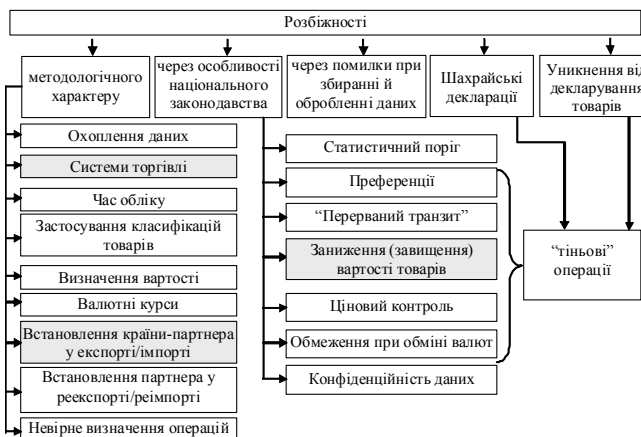 Розбіжності
методологічного
характеру
через особливості
національного
законодавства
через помилки при
збиранні й
обробленні даних
Шахрайські
декларації
Уникнення від
декларування
товарів
Охоплення даних
Системи торгівлі
Час обліку
Застосування класифікацій
товарів
Визначення вартості
Валютні курси
Встановлення країни-партнера
у експорті/імпорті
Встановлення партнера у
реекспорті/реімпорті
Невірне визначення операцій
Статистичний поріг
Преференції
“Перерваний транзит”
Заниження (завищення)
вартості товарів
Ціновий контроль
Обмеження при обміні валют
Конфіденційність даних
“тіньові”
операції